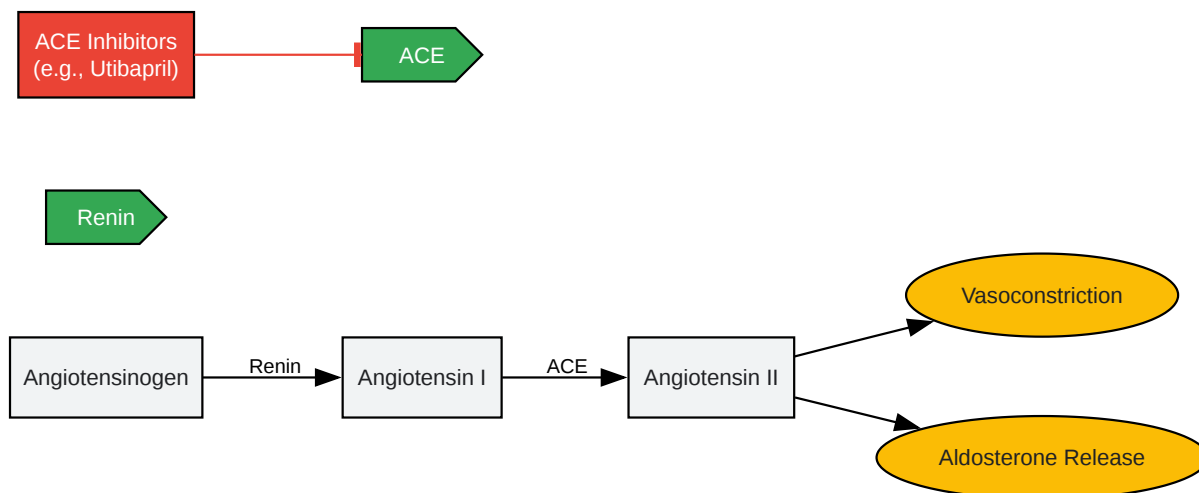 ACE Inhibitors
(e.g., Utibapril)
ACE
Renin
Vasoconstriction
Angiotensinogen
Renin
Angiotensin I
ACE
Angiotensin II
Aldosterone Release